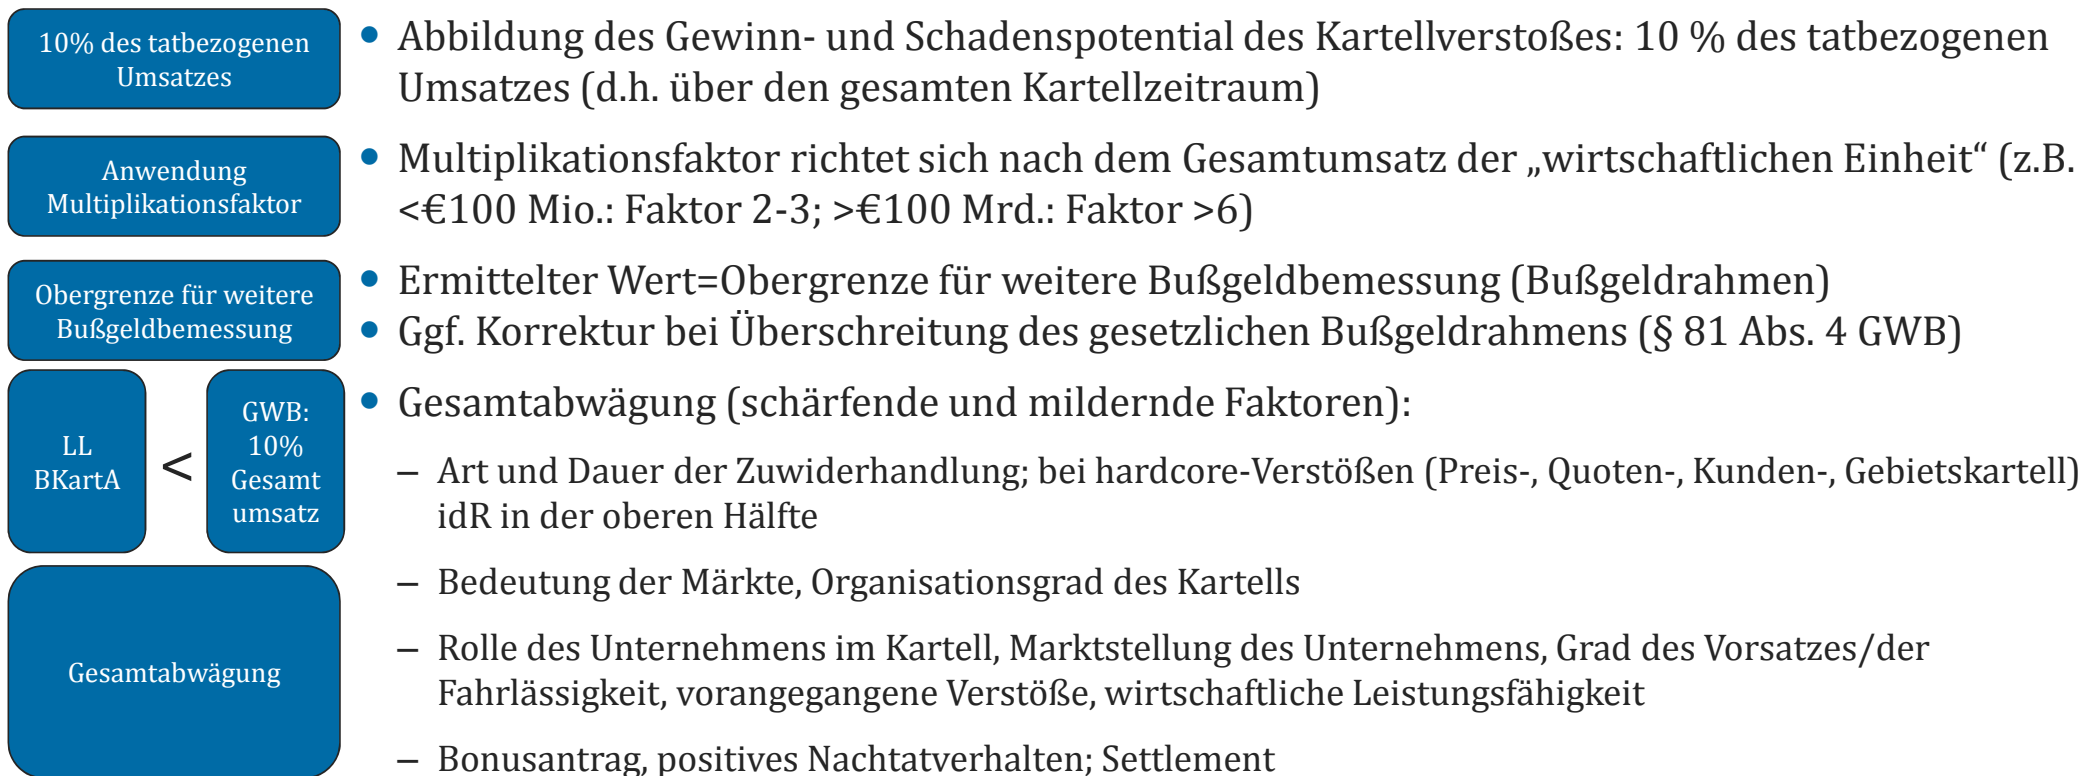 10% des tatbezogenen
Umsatzes
• Abbildung des Gewinn- und Schadenspotential des Kartellverstoßes: 10 % des tatbezogenen
Umsatzes (d.h. über den gesamten Kartellzeitraum)
Anwendung
Multiplikationsfaktor
• Multiplikationsfaktor richtet sich nach dem Gesamtumsatz der „wirtschaftlichen Einheit“ (z.B.
<€100 Mio.: Faktor 2-3; >€100 Mrd.: Faktor >6)
Obergrenze für weitere
Bußgeldbemessung
• Ermittelter Wert=Obergrenze für weitere Bußgeldbemessung (Bußgeldrahmen)
• Ggf. Korrektur bei Überschreitung des gesetzlichen Bußgeldrahmens (§ 81 Abs. 4 GWB)
LL
BKartA
<
GWB:
10%
Gesamt
umsatz
• Gesamtabwägung (schärfende und mildernde Faktoren):
– Art und Dauer der Zuwiderhandlung; bei hardcore-Verstößen (Preis-, Quoten-, Kunden-, Gebietskartell)
idR in der oberen Hälfte
– Bedeutung der Märkte, Organisationsgrad des Kartells
Gesamtabwägung
– Rolle des Unternehmens im Kartell, Marktstellung des Unternehmens, Grad des Vorsatzes/der
Fahrlässigkeit, vorangegangene Verstöße, wirtschaftliche Leistungsfähigkeit
– Bonusantrag, positives Nachtatverhalten; Settlement